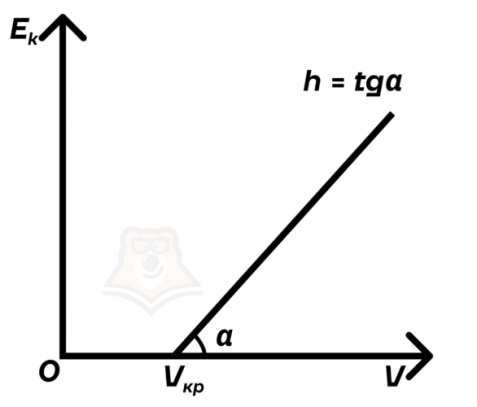 Eₖ
h = tgα
α
O
Vкр
V